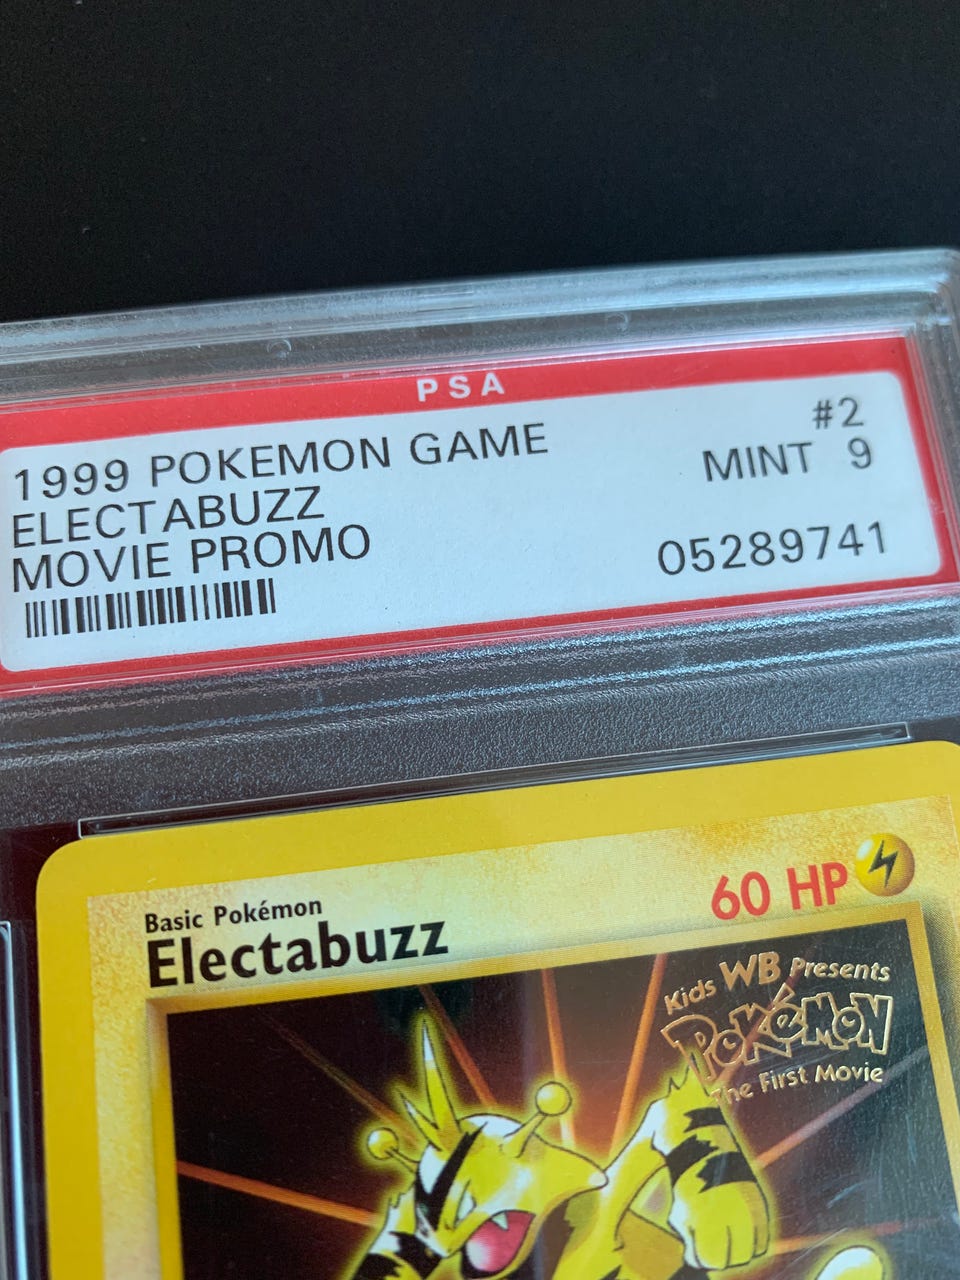 PSA
1999 POKEMON GAME #2
ELECTABUZZ MINT 9
MOVIE PROMO 05289741
Basic Pokémon
Electabuzz 60 HP
Kids WB Presents
POKéMON
The First Movie